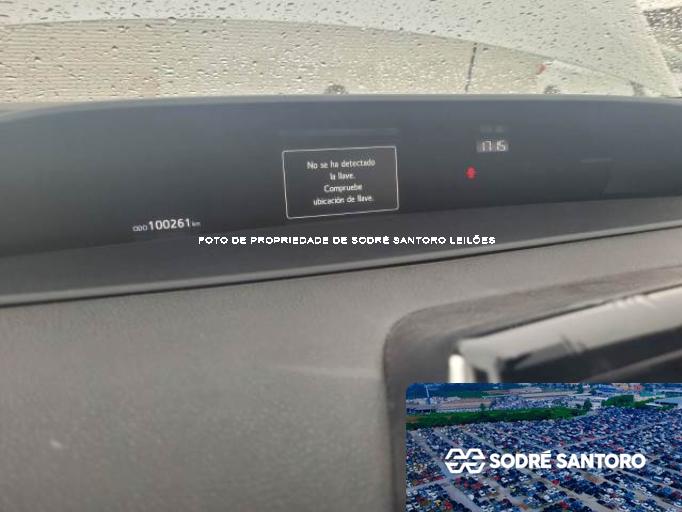 17:15
No se ha detectado
la llave.
Compruebe
ubicación de llave.
ODO 100261 km
FOTO DE PROPRIEDADE DE SODRÉ SANTORO LEILÕES
SODRÉ SANTORO